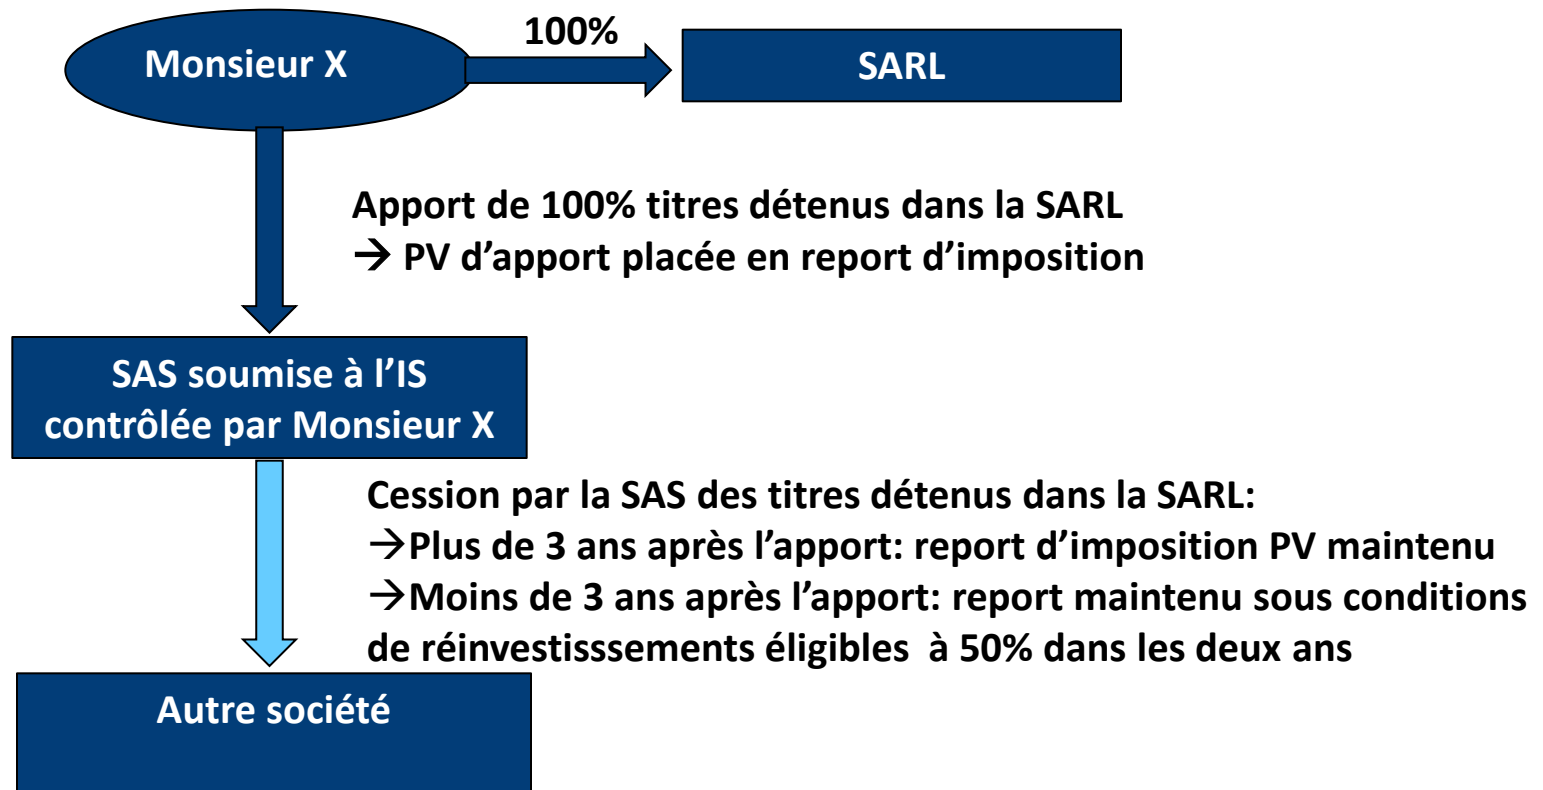 Monsieur X
100%
SARL
Apport de 100% titres détenus dans la SARL
→ PV d’apport placée en report d’imposition
SAS soumise à l’IS
contrôlée par Monsieur X
Cession par la SAS des titres détenus dans la SARL:
→Plus de 3 ans après l’apport: report d’imposition PV maintenu
→Moins de 3 ans après l’apport: report maintenu sous conditions
de réinvestisssements éligibles à 50% dans les deux ans
Autre société